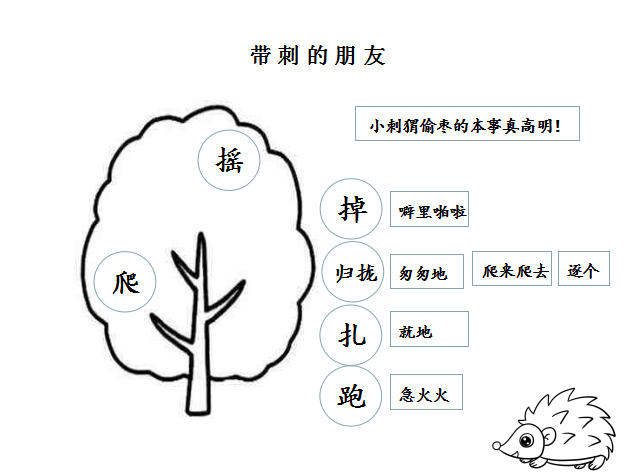 带刺的朋友
小刺猬偷枣的本事真高明！
摇
爬
掉 噼里啪啦
归拢 匆匆地 爬来爬去 逐个
扎 就地
跑 急火火